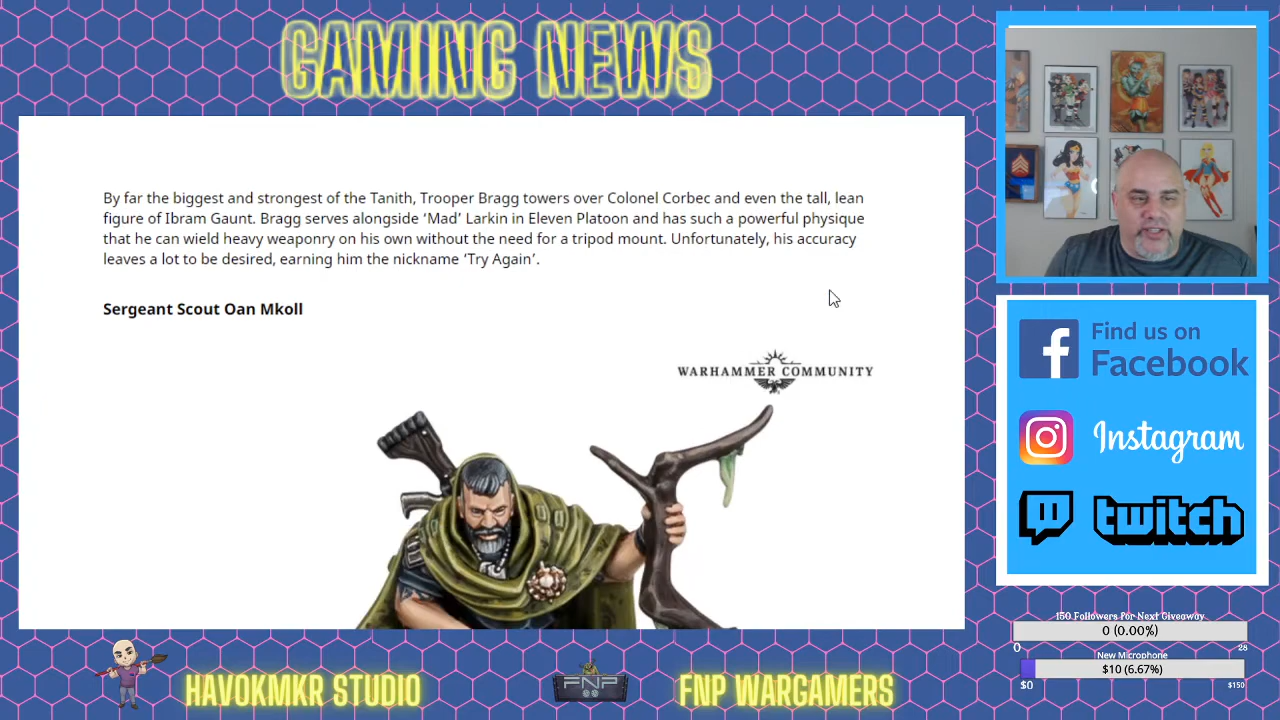 GAMING NEWS
By far the biggest and strongest of the Tanith, Trooper Bragg towers over Colonel Corbec and even the tall, lean
figure of Ibram Gaunt. Bragg serves alongside ‘Mad’ Larkin in Eleven Platoon and has such a powerful physique
that he can wield heavy weaponry on his own without the need for a tripod mount. Unfortunately, his accuracy
leaves a lot to be desired, earning him the nickname ‘Try Again’.
Sergeant Scout Oan Mkoll
WARHAMMER COMMUNITY
Find us on
Facebook
Instagram
twitch
150 Followers For Next Giveaway
0 (0.00%)
0 28
New Microphone
$10 (6.67%)
$0 $150
HAVOKMKR STUDIO
FNP
FNP WARGAMERS